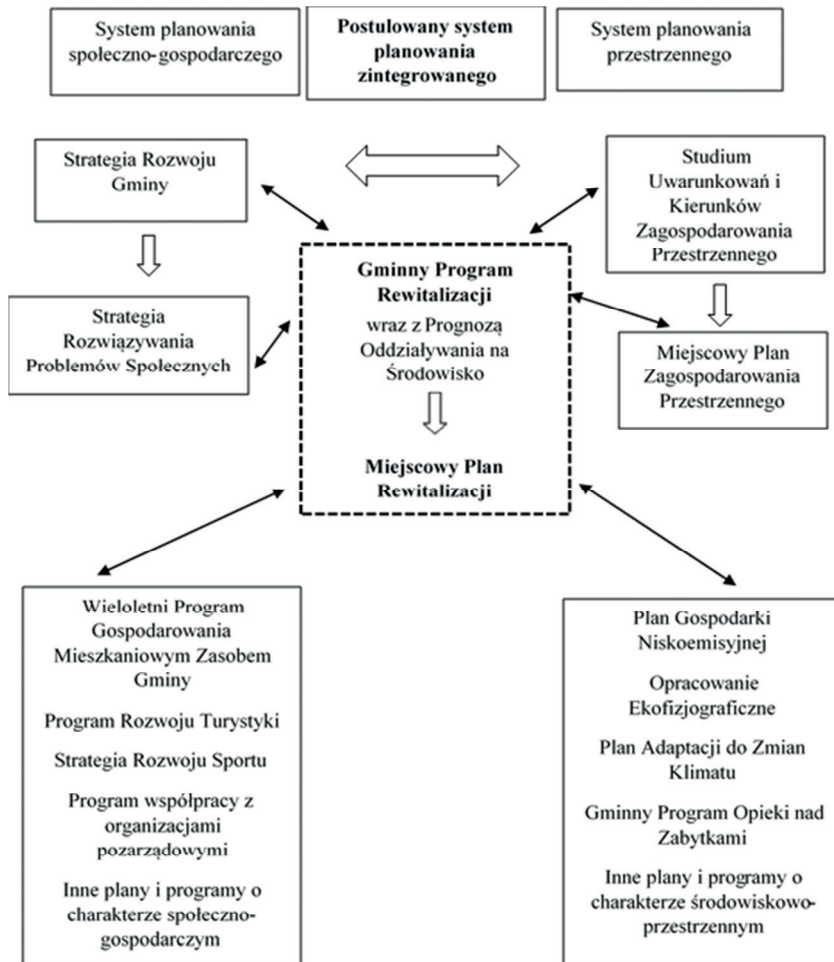 System planowania
społeczno-gospodarczego
Postulowany system
planowania
zintegrowanego
System planowania
przestrzennego
Strategia Rozwoju
Gminy
Studium
Uwarunkowań i
Kierunków
Zagospodarowania
Przestrzennego
Strategia
Rozwiązywania
Problemów Społecznych
Gminny Program
Rewitalizacji
wraz z Prognozą
Oddziaływania na
Środowisko
Miejscowy Plan
Rewitalizacji
Miejscowy Plan
Zagospodarowania
Przestrzennego
Wieloletni Program
Gospodarowania
Mieszkaniowym Zasobem
Gminy
Program Rozwoju Turystyki
Strategia Rozwoju Sportu
Program współpracy z
organizacjami
pozarządowymi
Inne plany i programy o
charakterze społeczno-
gospodarczym
Plan Gospodarki
Niskoemisyjnej
Opracowanie
Ekofizjograficzne
Plan Adaptacji do Zmian
Klimatu
Gminny Program Opieki nad
Zabytkami
Inne plany i programy o
charakterze środowiskowo-
przestrzennym